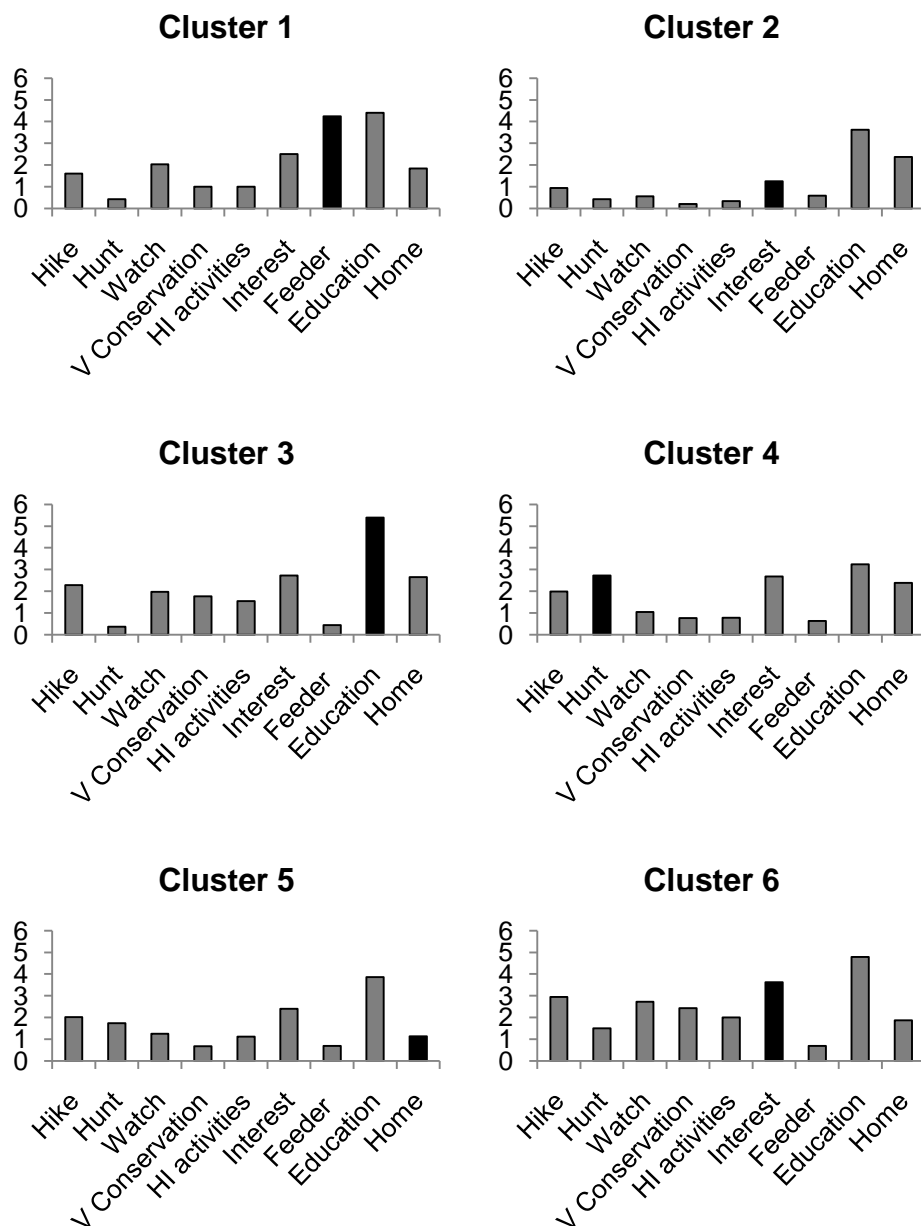 Cluster 1
6
5
4
3
2
1
0
Hike
Hunt
Watch
V Conservation
HI activities
Interest
Feeder
Education
Home
Cluster 2
6
5
4
3
2
1
0
Hike
Hunt
Watch
V Conservation
HI activities
Interest
Feeder
Education
Home
Cluster 3
6
5
4
3
2
1
0
Hike
Hunt
Watch
V Conservation
HI activities
Interest
Feeder
Education
Home
Cluster 4
6
5
4
3
2
1
0
Hike
Hunt
Watch
V Conservation
HI activities
Interest
Feeder
Education
Home
Cluster 5
6
5
4
3
2
1
0
Hike
Hunt
Watch
V Conservation
HI activities
Interest
Feeder
Education
Home
Cluster 6
6
5
4
3
2
1
0
Hike
Hunt
Watch
V Conservation
HI activities
Interest
Feeder
Education
Home